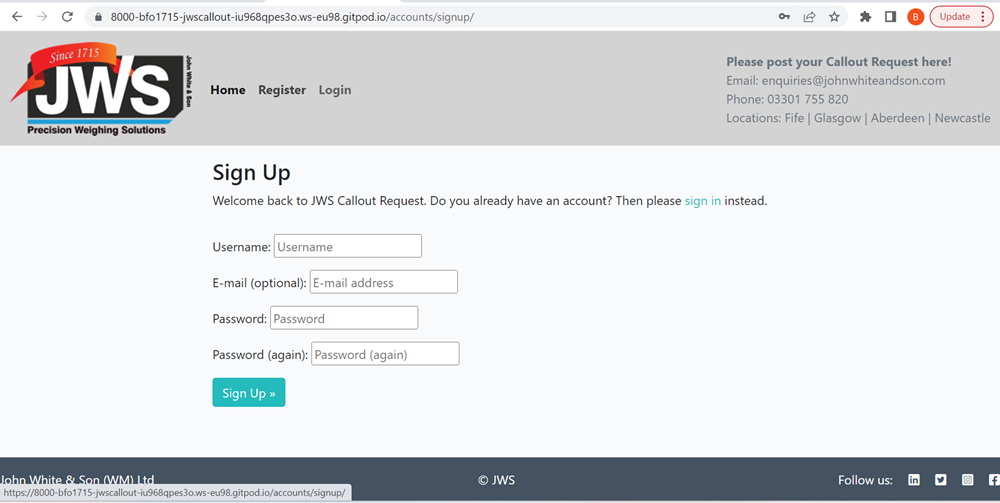 8000-bfo1715-jwscallout-iu968qpes3o.ws-eu98.gitpod.io/accounts/signup/
B
Update
Since 1715
JWS
John White & Son
Precision Weighing Solutions
Home Register Login
Please post your Callout Request here!
Email: enquiries@johnwhiteandson.com
Phone: 03301 755 820
Locations: Fife | Glasgow | Aberdeen | Newcastle
Sign Up
Welcome back to JWS Callout Request. Do you already have an account? Then please sign in instead.
Username: Username
E-mail (optional): E-mail address
Password: Password
Password (again): Password (again)
Sign Up »
John White & Son (WM) Ltd © JWS Follow us:
https://8000-bfo1715-jwscallout-iu968qpes3o.ws-eu98.gitpod.io/accounts/signup/